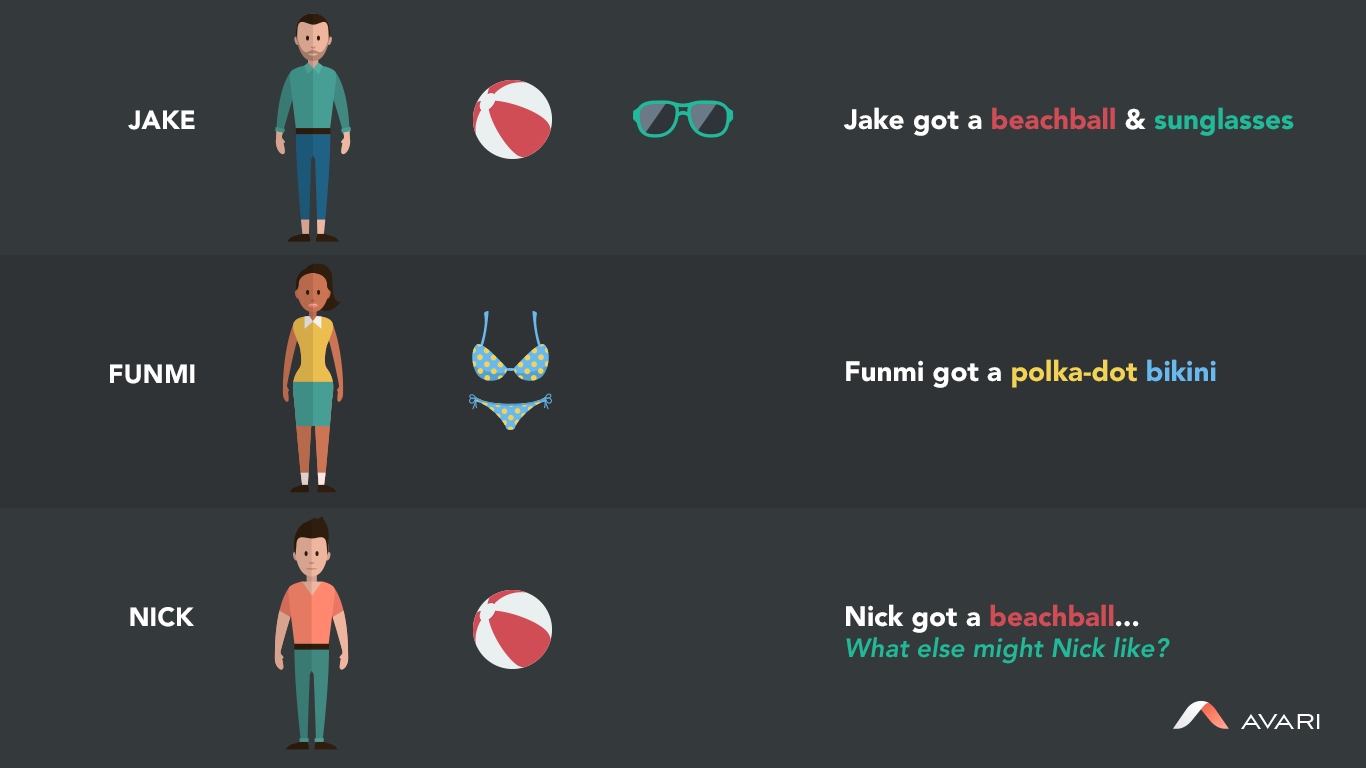 JAKE
Jake got a beachball & sunglasses
FUNMI
Funmi got a polka-dot bikini
NICK
Nick got a beachball...
What else might Nick like?
AVARI